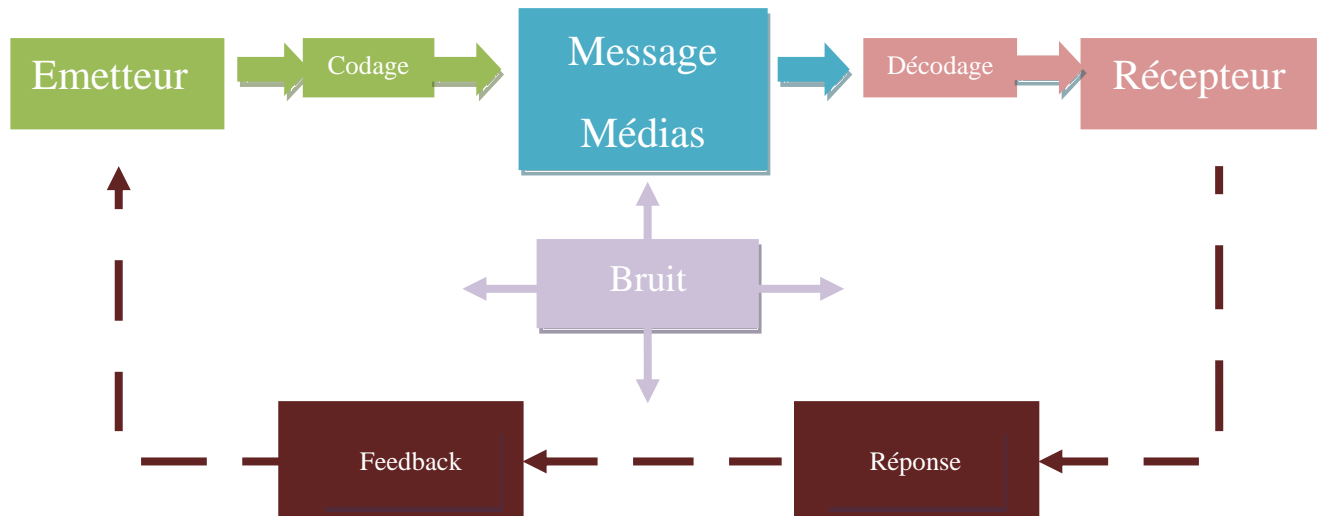 Emetteur
Codage
Message
Médias
Décodage
Récepteur
Bruit
Feedback
Réponse